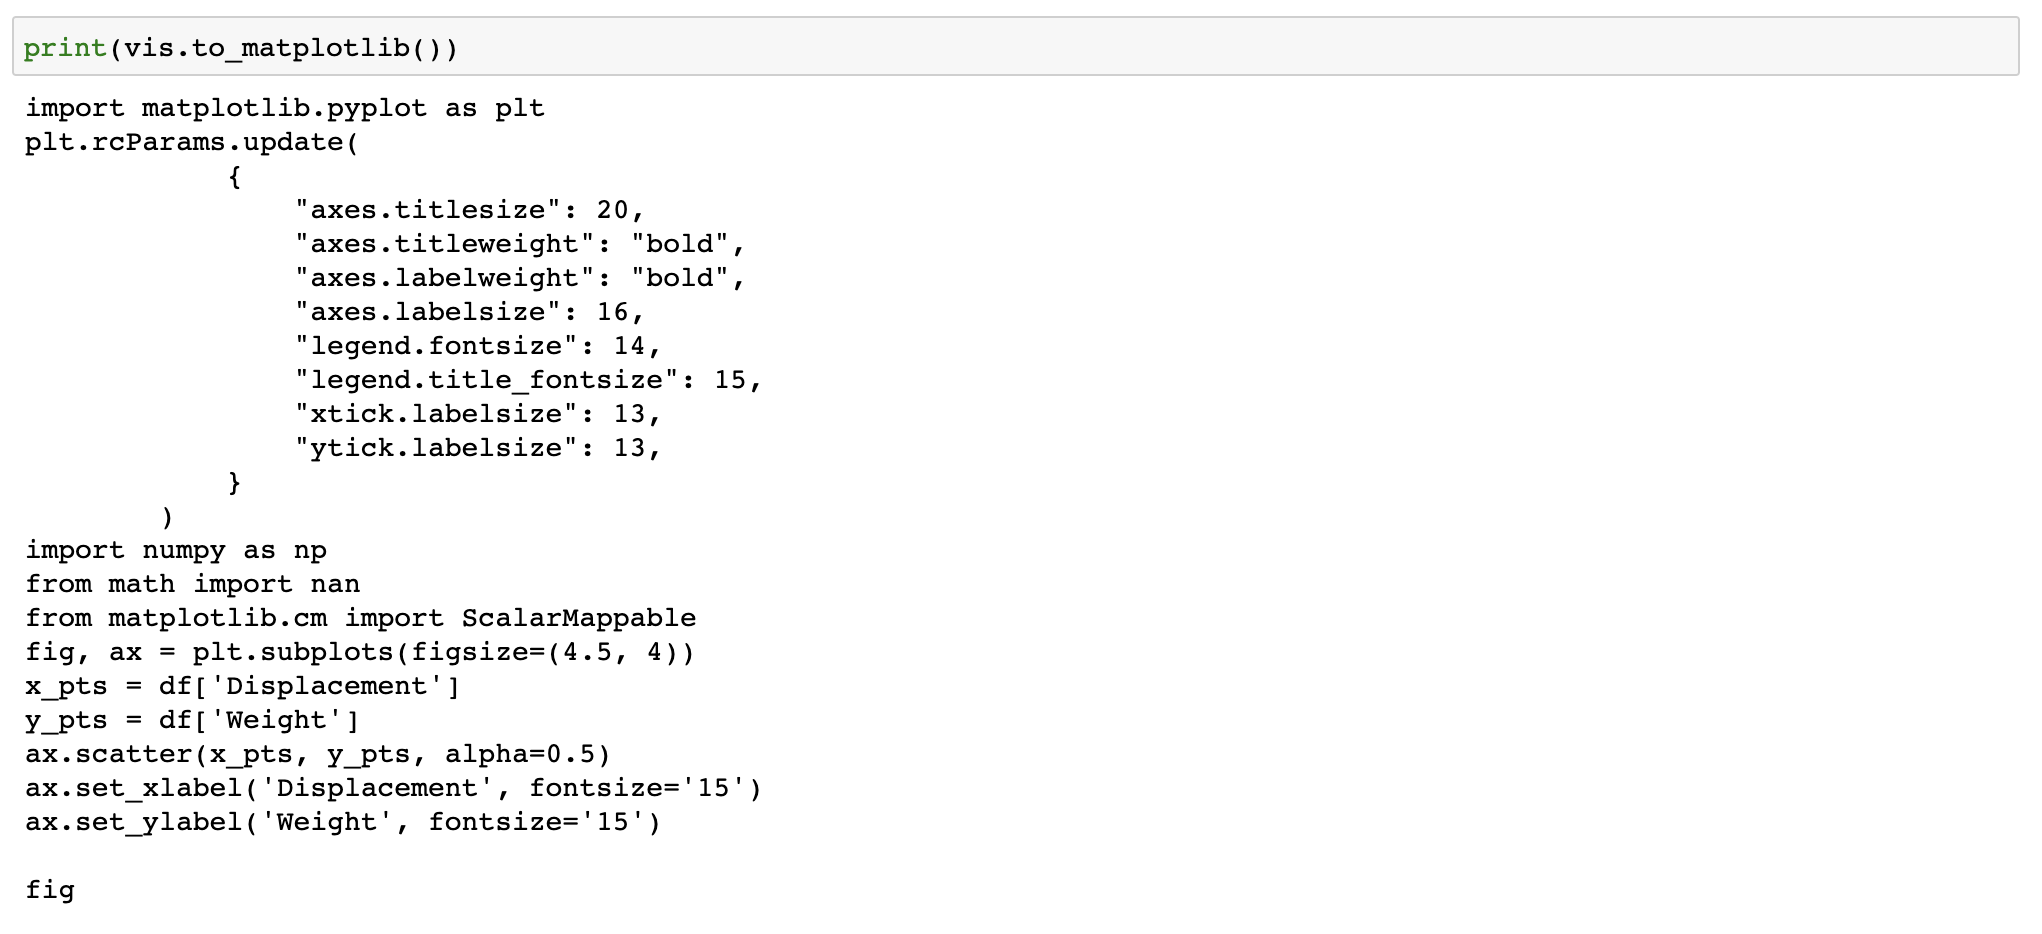 print(vis.to_matplotlib())
import matplotlib.pyplot as plt
plt.rcParams.update(
            {
                "axes.titlesize": 20,
                "axes.titleweight": "bold",
                "axes.labelweight": "bold",
                "axes.labelsize": 16,
                "legend.fontsize": 14,
                "legend.title_fontsize": 15,
                "xtick.labelsize": 13,
                "ytick.labelsize": 13,
            }
        )
import numpy as np
from math import nan
from matplotlib.cm import ScalarMappable
fig, ax = plt.subplots(figsize=(4.5, 4))
x_pts = df['Displacement']
y_pts = df['Weight']
ax.scatter(x_pts, y_pts, alpha=0.5)
ax.set_xlabel('Displacement', fontsize='15')
ax.set_ylabel('Weight', fontsize='15')

fig